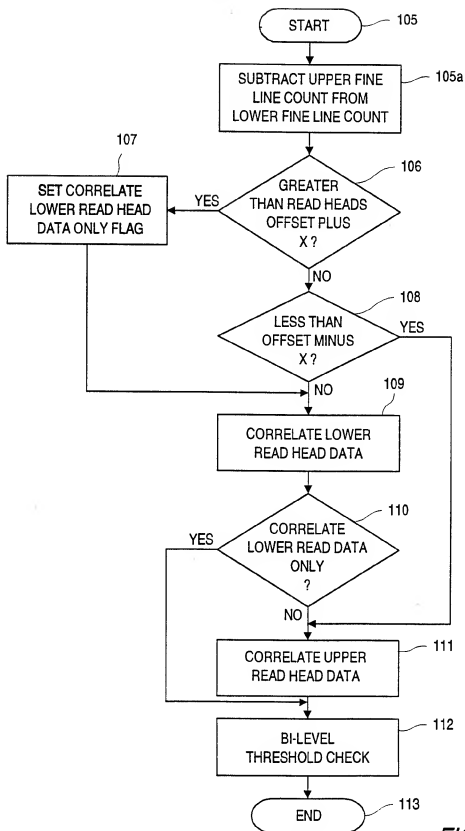 START
105
SUBTRACT UPPER FINE
LINE COUNT FROM
LOWER FINE LINE COUNT
105a
107
SET CORRELATE
LOWER READ HEAD
DATA ONLY FLAG
YES
GREATER
THAN READ HEADS
OFFSET PLUS
X ?
106
NO
LESS THAN
OFFSET MINUS
X ?
108
YES
NO
109
CORRELATE LOWER
READ HEAD DATA
YES
CORRELATE
LOWER READ DATA
ONLY
?
110
NO
CORRELATE UPPER
READ HEAD DATA
111
BI-LEVEL
THRESHOLD CHECK
112
END
113